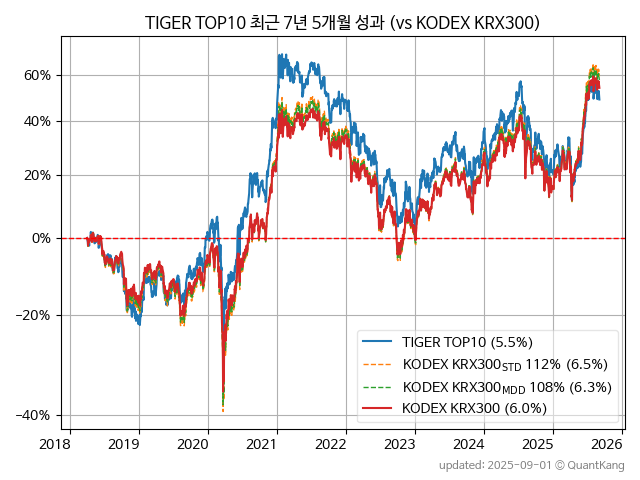 TIGER TOP10 최근 7년 5개월 성과 (vs KODEX KRX300)
60%
40%
20%
0%
−20%
−40%
TIGER TOP10 (5.5%)
KODEX KRX300STD 112% (6.5%)
KODEX KRX300MDD 108% (6.3%)
KODEX KRX300 (6.0%)
2018 2019 2020 2021 2022 2023 2024 2025 2026
updated: 2025-09-01 © QuantKang